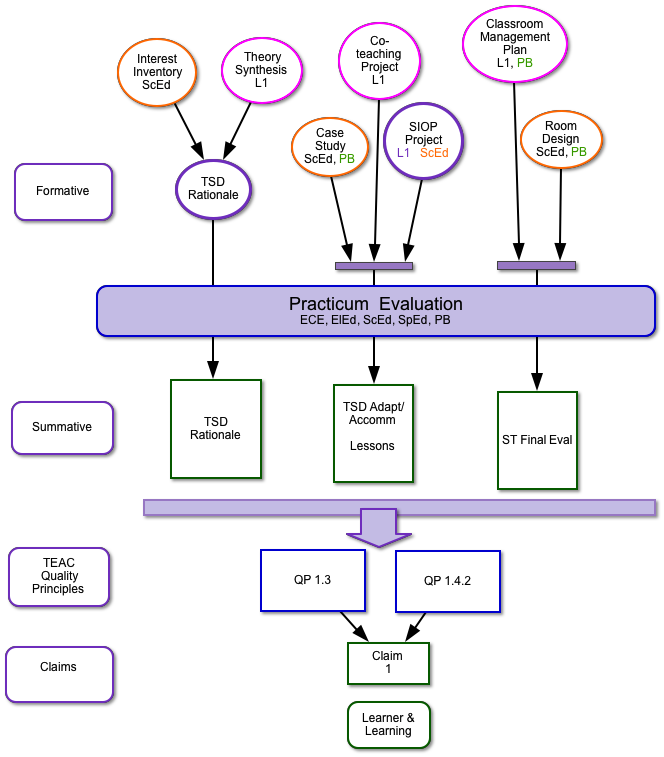 Interest
Inventory
ScEd
Theory
Synthesis
L1
Co-
teaching
Project
L1
Classroom
Management
Plan
L1, PB
Case
Study
ScEd, PB
SIOP
Project
L1 ScEd
Room
Design
ScEd, PB
Formative
TSD
Rationale
Practicum Evaluation
ECE, ElEd, ScEd, SpEd, PB
Summative
TSD
Rationale
TSD Adapt/
Accomm
Lessons
ST Final Eval
TEAC
Quality
Principles
QP 1.3
QP 1.4.2
Claims
Claim
1
Learner &
Learning